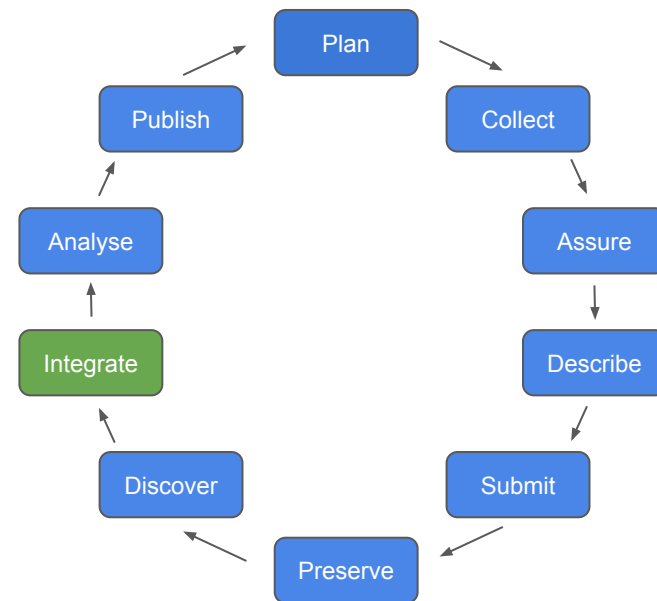 Plan
Collect
Assure
Describe
Submit
Preserve
Discover
Integrate
Analyse
Publish